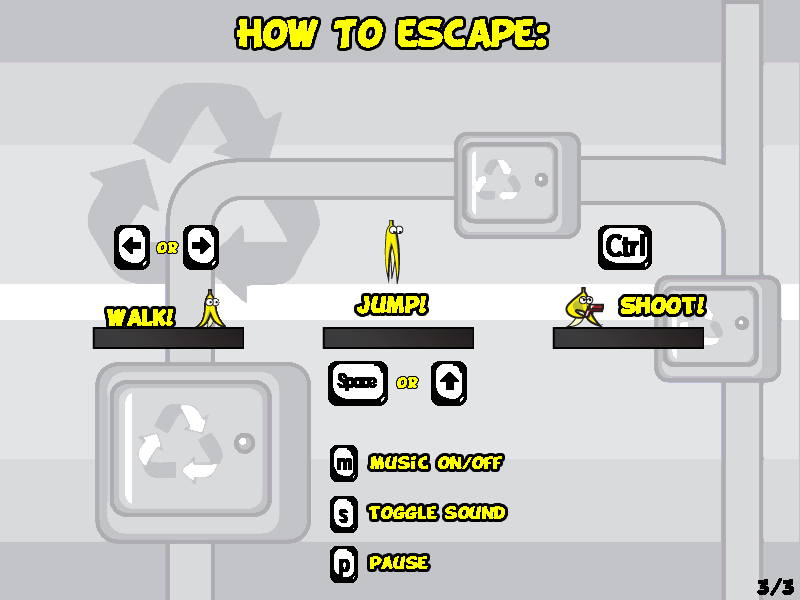 HOW TO ESCAPE:
← OR →
Ctrl
WALK!
JUMP!
SHOOT!
Space OR ↑
m MUSIC ON/OFF
s TOGGLE SOUND
p PAUSE
3/3